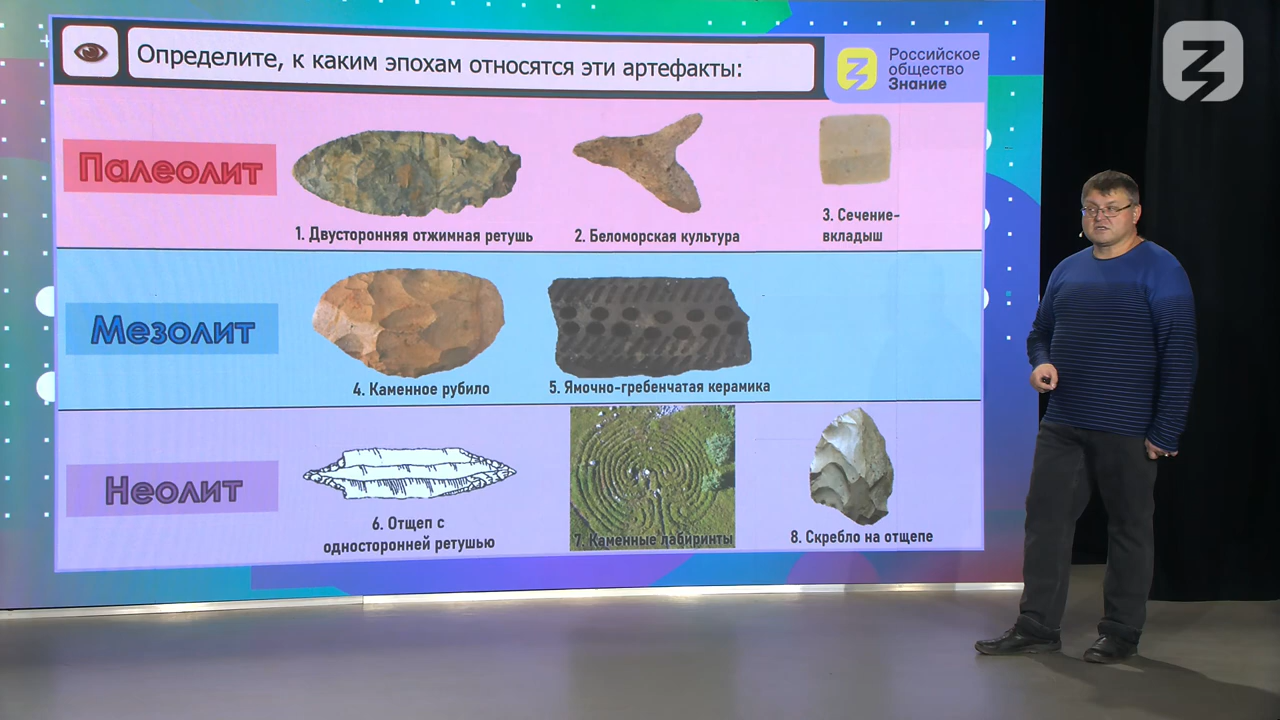 Определите, к каким эпохам относятся эти артефакты:
Российское
общество
Знание
Палеолит
1. Двусторонняя отжимная ретушь
2. Беломорская культура
3. Сечение-
вкладыш
Мезолит
4. Каменное рубило
5. Ямочно-гребенчатая керамика
Неолит
6. Отщеп с
односторонней ретушью
7. Каменные лабиринты
8. Скребло на отщепе